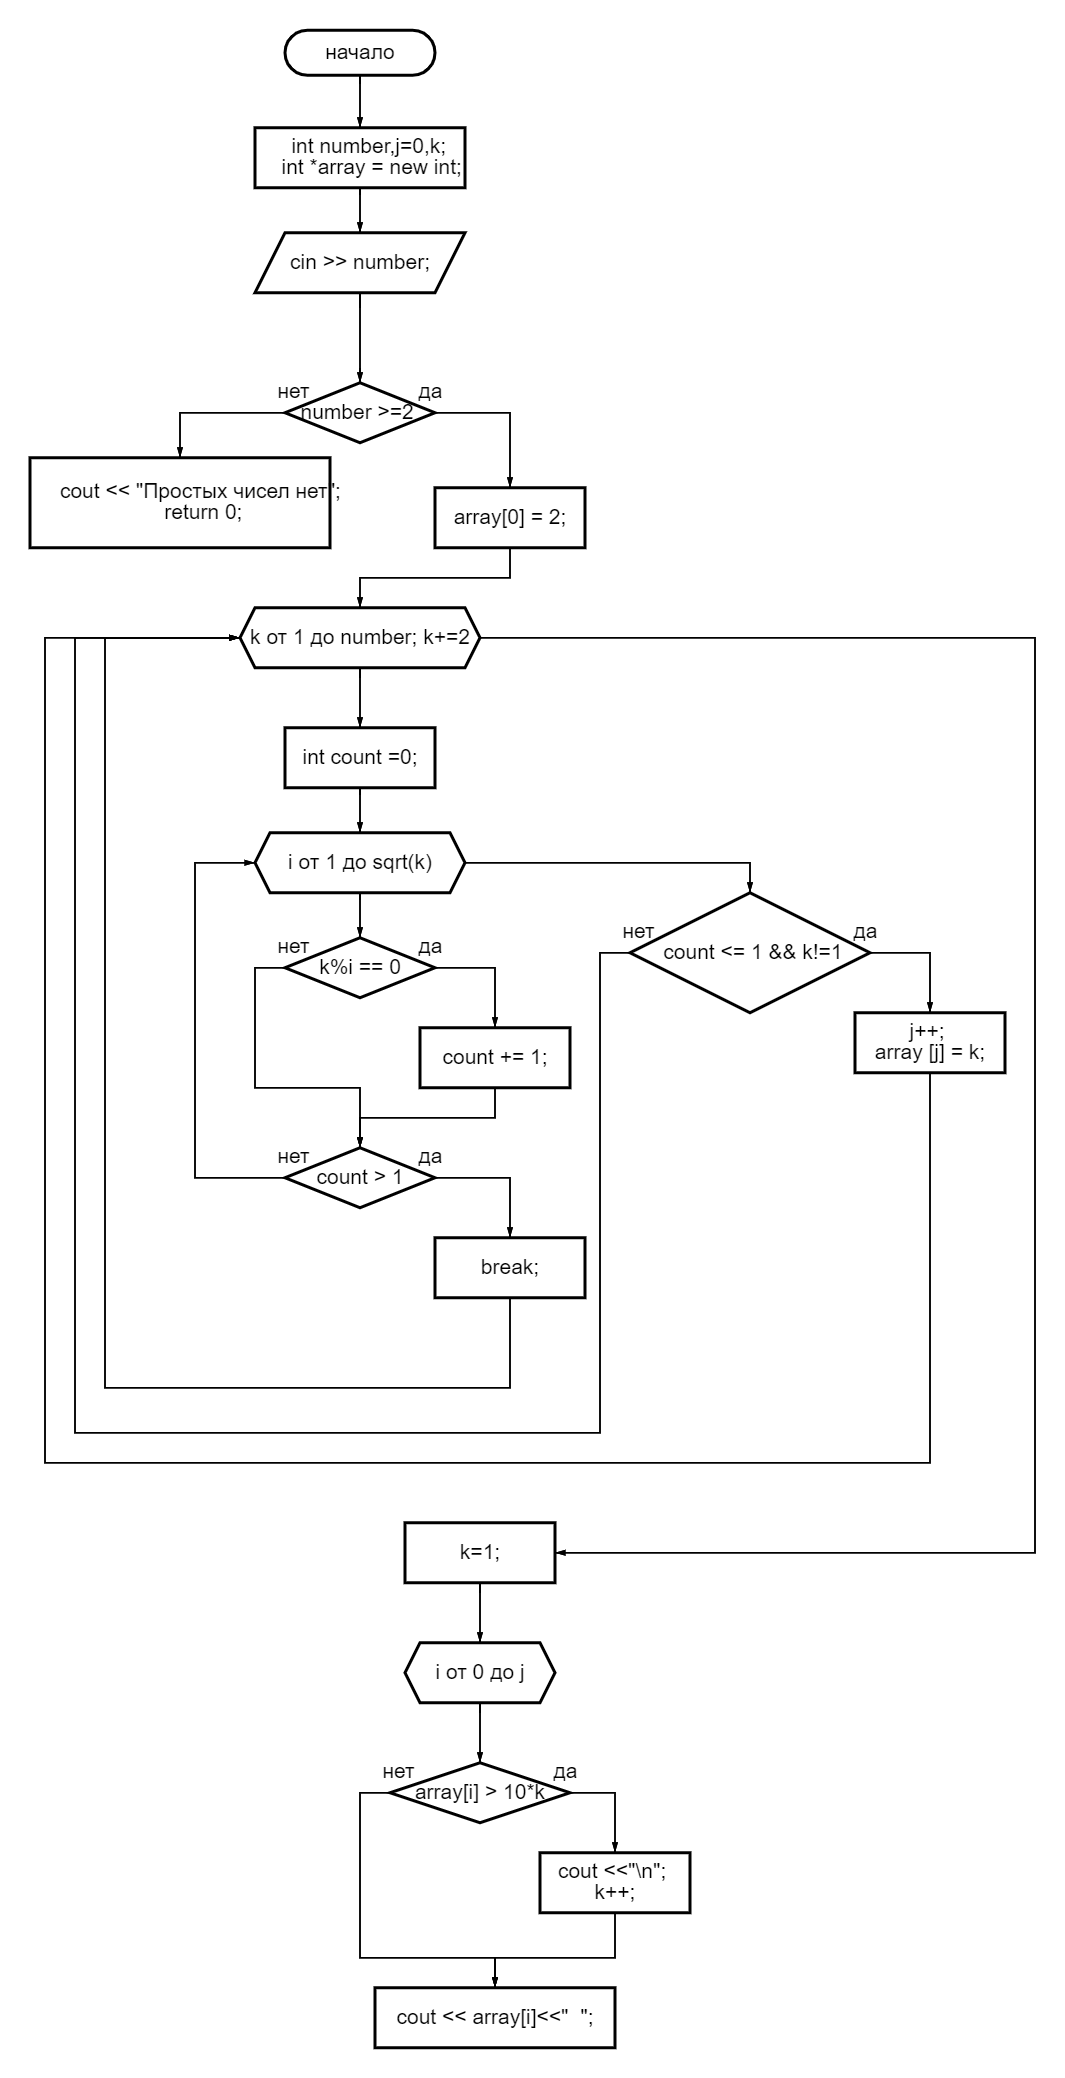 начало
int number,j=0,k;
int *array = new int;
cin >> number;
нет
да
number >=2
cout << "Простых чисел нет";
return 0;
array[0] = 2;
k от 1 до number; k+=2
int count =0;
i от 1 до sqrt(k)
нет
да
k%i == 0
count += 1;
нет
да
count > 1
break;
нет
да
count <= 1 && k!=1
j++;
array [j] = k;
k=1;
i от 0 до j
нет
да
array[i] > 10*k
cout <<"\n";
k++;
cout << array[i]<<"  ";